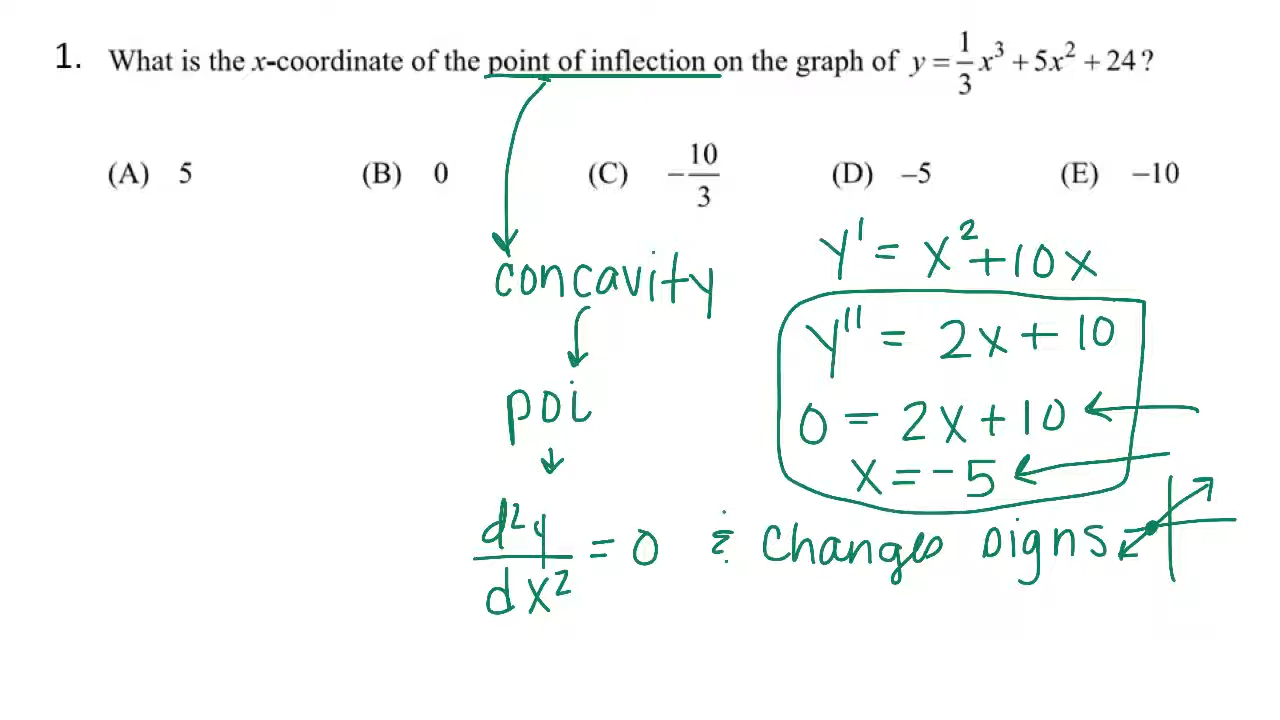 1. What is the x-coordinate of the point of inflection on the graph of y = 1/3 x³ + 5x² + 24?
(A) 5 (B) 0 (C) −10/3 (D) −5 (E) −10
concavity
poi
d²y/dx² = 0 & changes signs
y' = x² + 10x
y'' = 2x + 10
0 = 2x + 10
x = −5